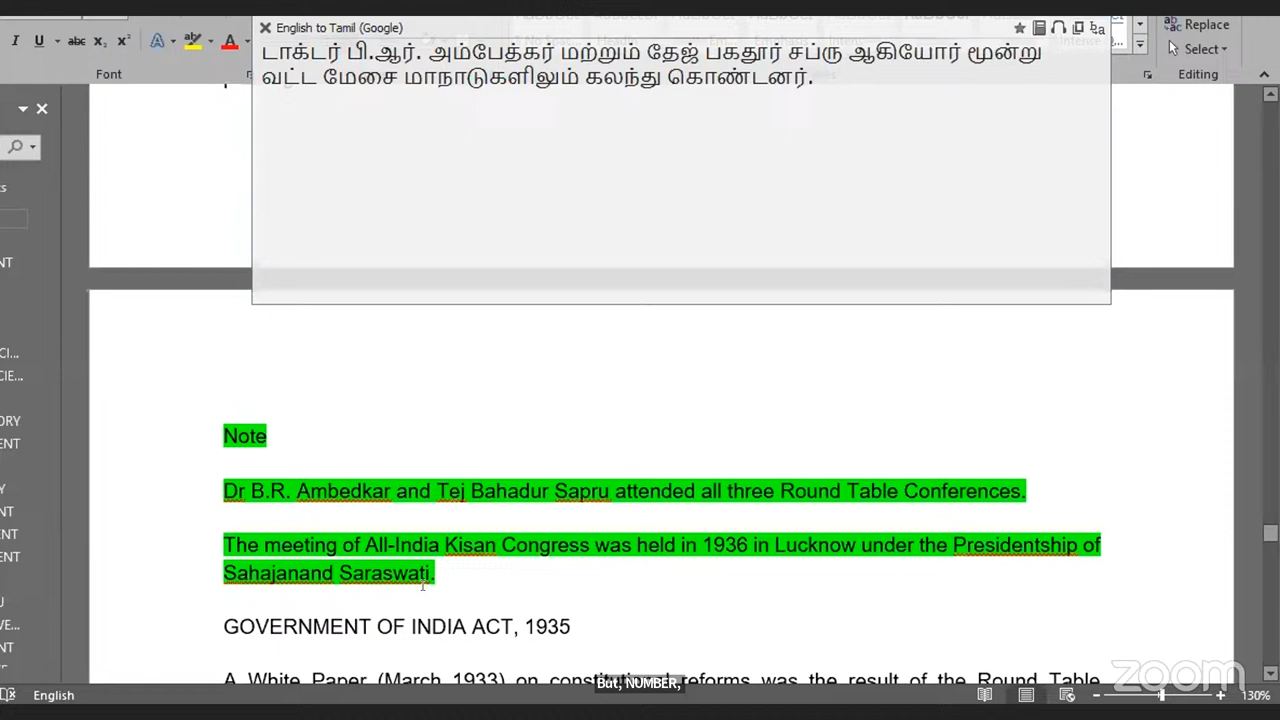 English to Tamil (Google)
டாக்டர் பி.ஆர். அம்பேத்கர் மற்றும் தேஜ் பகதூர் சப்ரு ஆகியோர் மூன்று
வட்ட மேசை மாநாடுகளிலும் கலந்து கொண்டனர்.
Replace
Select
Font
Editing
Note
Dr B.R. Ambedkar and Tej Bahadur Sapru attended all three Round Table Conferences.
The meeting of All-India Kisan Congress was held in 1936 in Lucknow under the Presidentship of
Sahajanand Saraswati.
GOVERNMENT OF INDIA ACT, 1935
A White Paper (March 1933) on reforms was the result of the Round Table
But, NUMBER,
English
zoom
130%